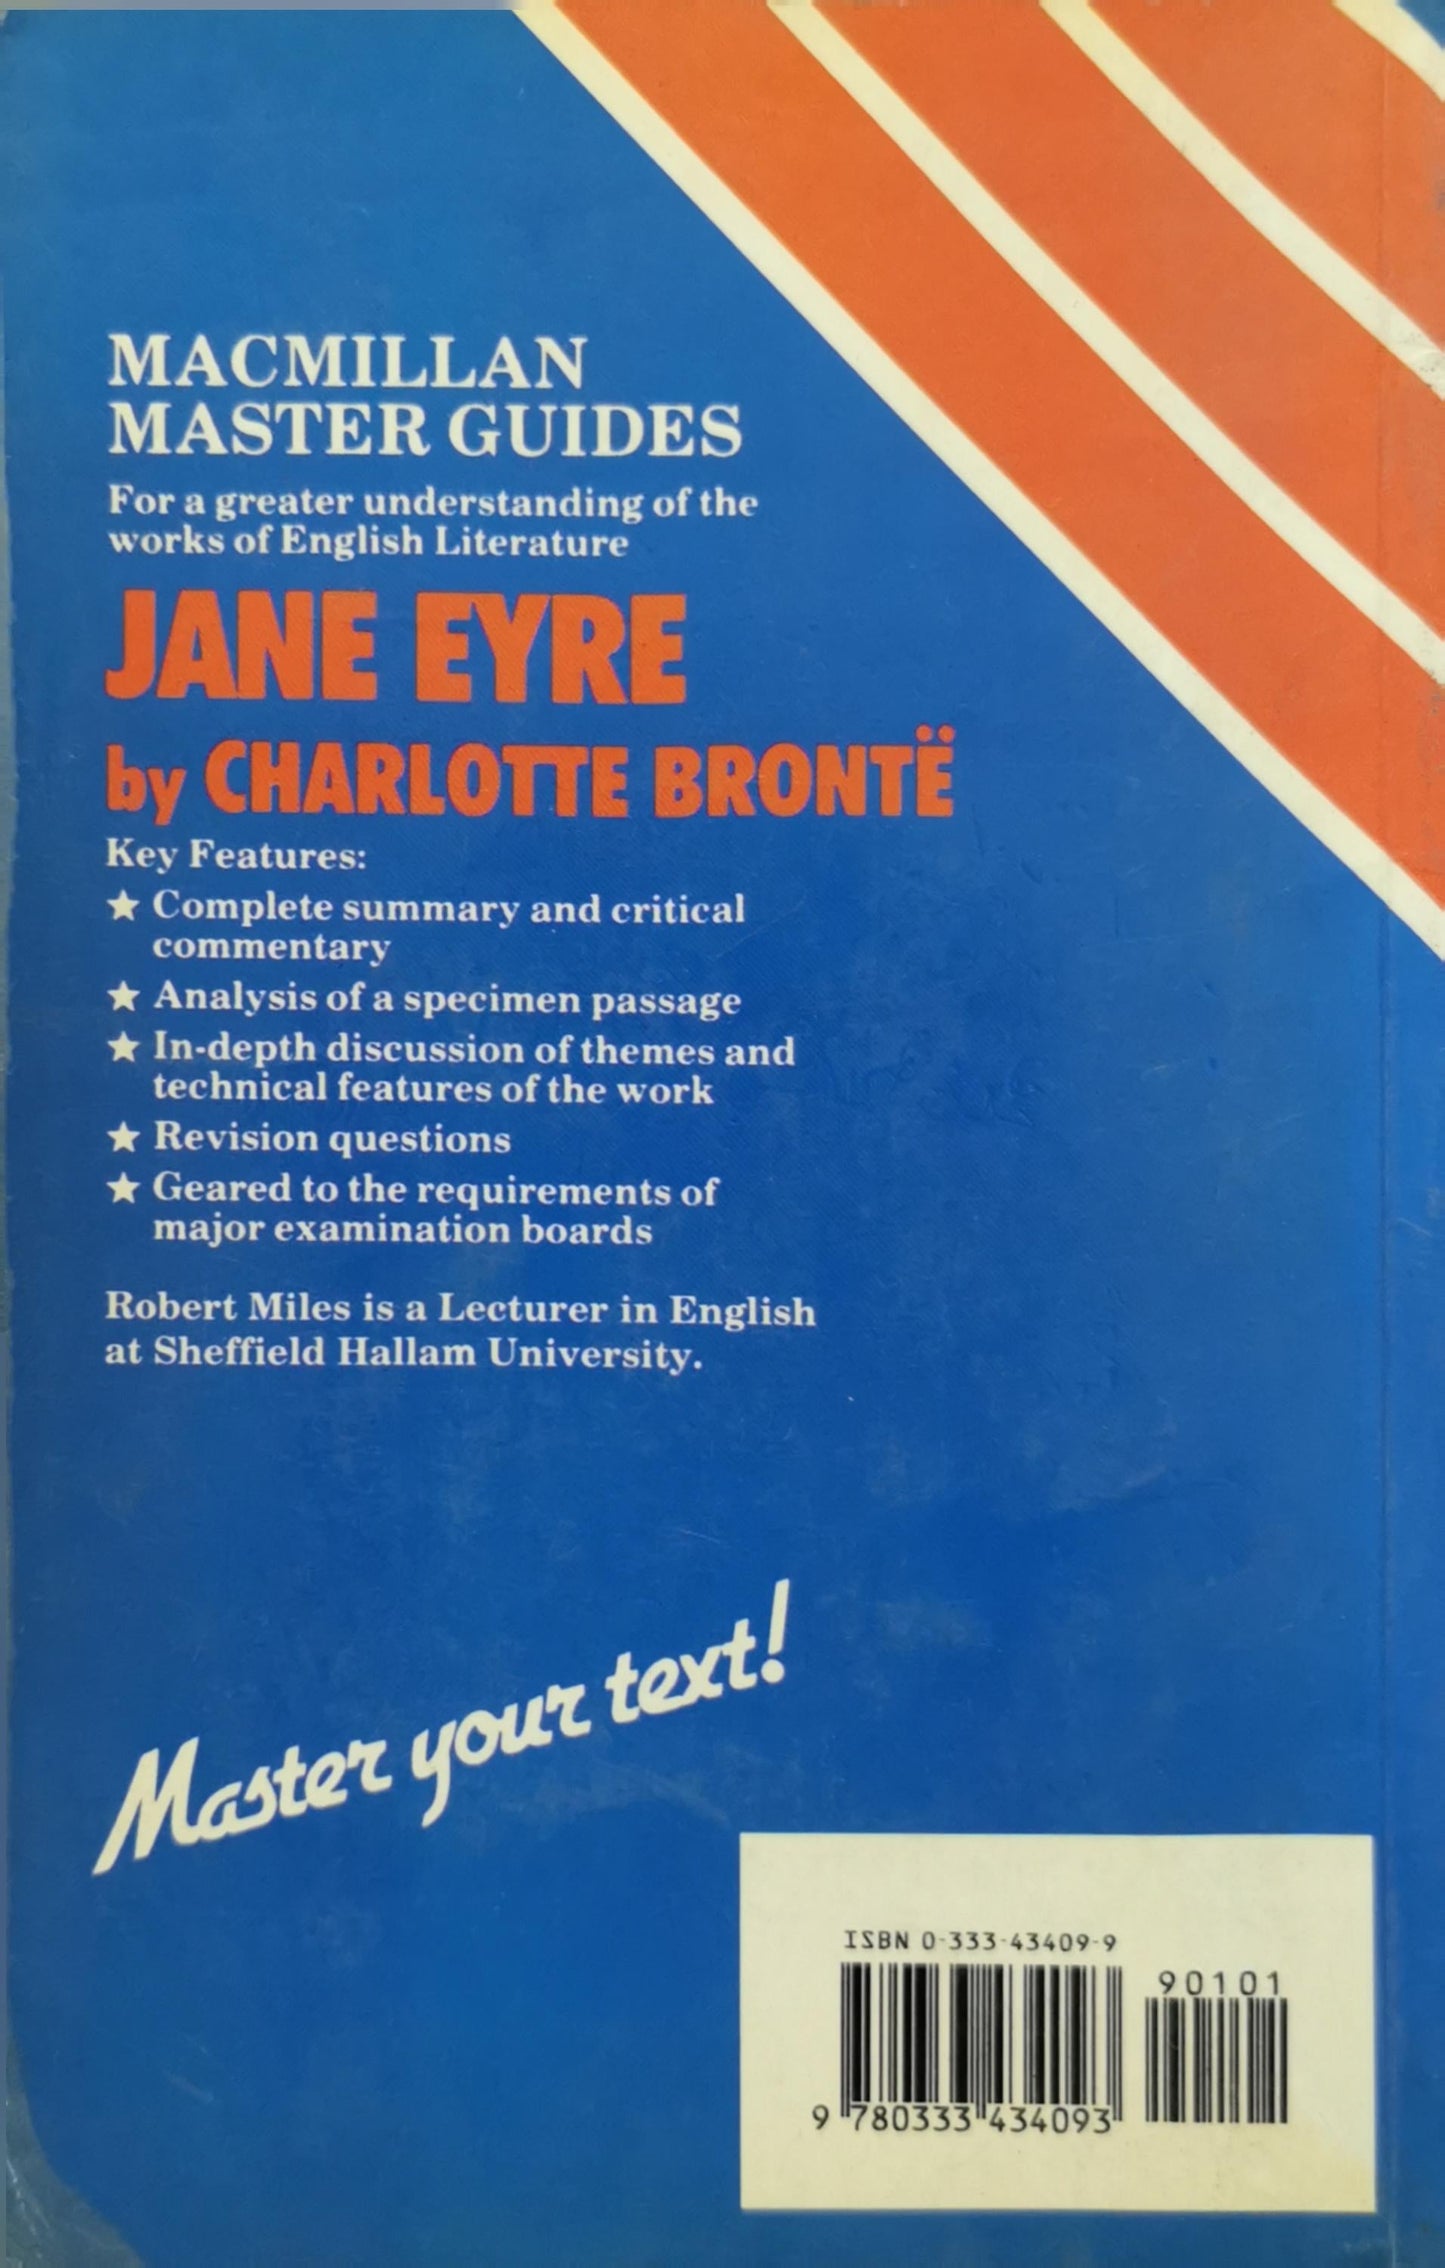 MACMILLAN
MASTER GUIDES
For a greater understanding of the
works of English Literature
JANE EYRE
by CHARLOTTE BRONTË
Key Features:
★ Complete summary and critical
commentary
★ Analysis of a specimen passage
★ In-depth discussion of themes and
technical features of the work
★ Revision questions
★ Geared to the requirements of
major examination boards
Robert Miles is a Lecturer in English
at Sheffield Hallam University.
Master your text!
ISBN 0-333-43409-9
90101
9 780333 434093